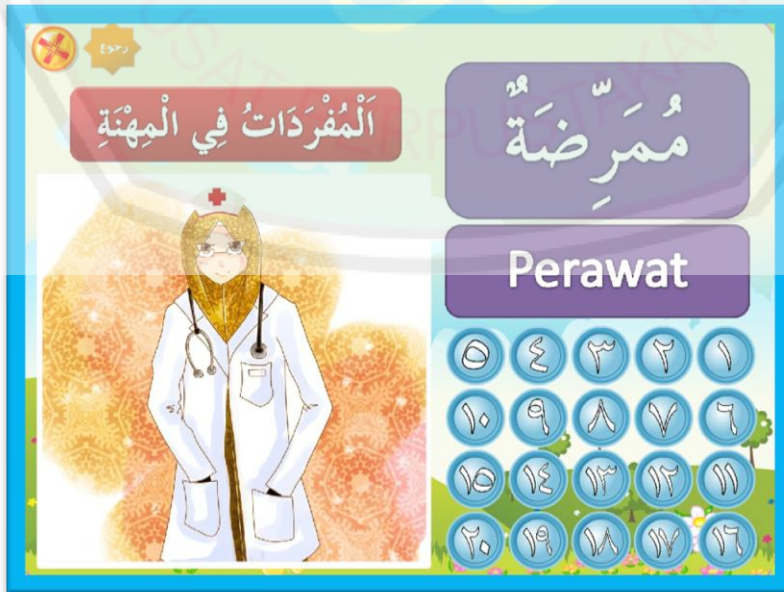 رجوع
اَلْمُفْرَدَاتُ فِي الْمِهْنَةِ
مُمَرِّضَةٌ
Perawat
١ ٢ ٣ ٤ ٥
٦ ٧ ٨ ٩ ١٠
١١ ١٢ ١٣ ١٤ ١٥
١٦ ١٧ ١٨ ١٩ ٢٠